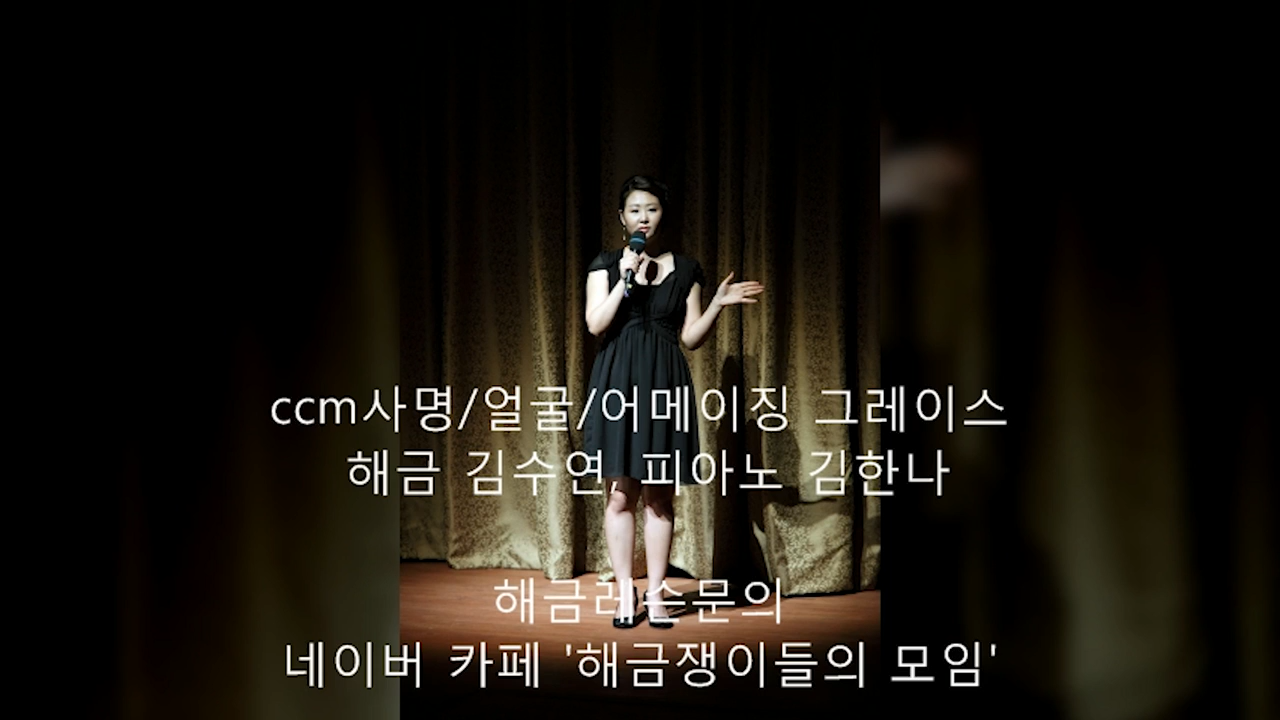 ccm사명/얼굴/어메이징 그레이스
해금 김수연, 피아노 김한나
해금레슨문의
네이버 카페 '해금쟁이들의 모임'